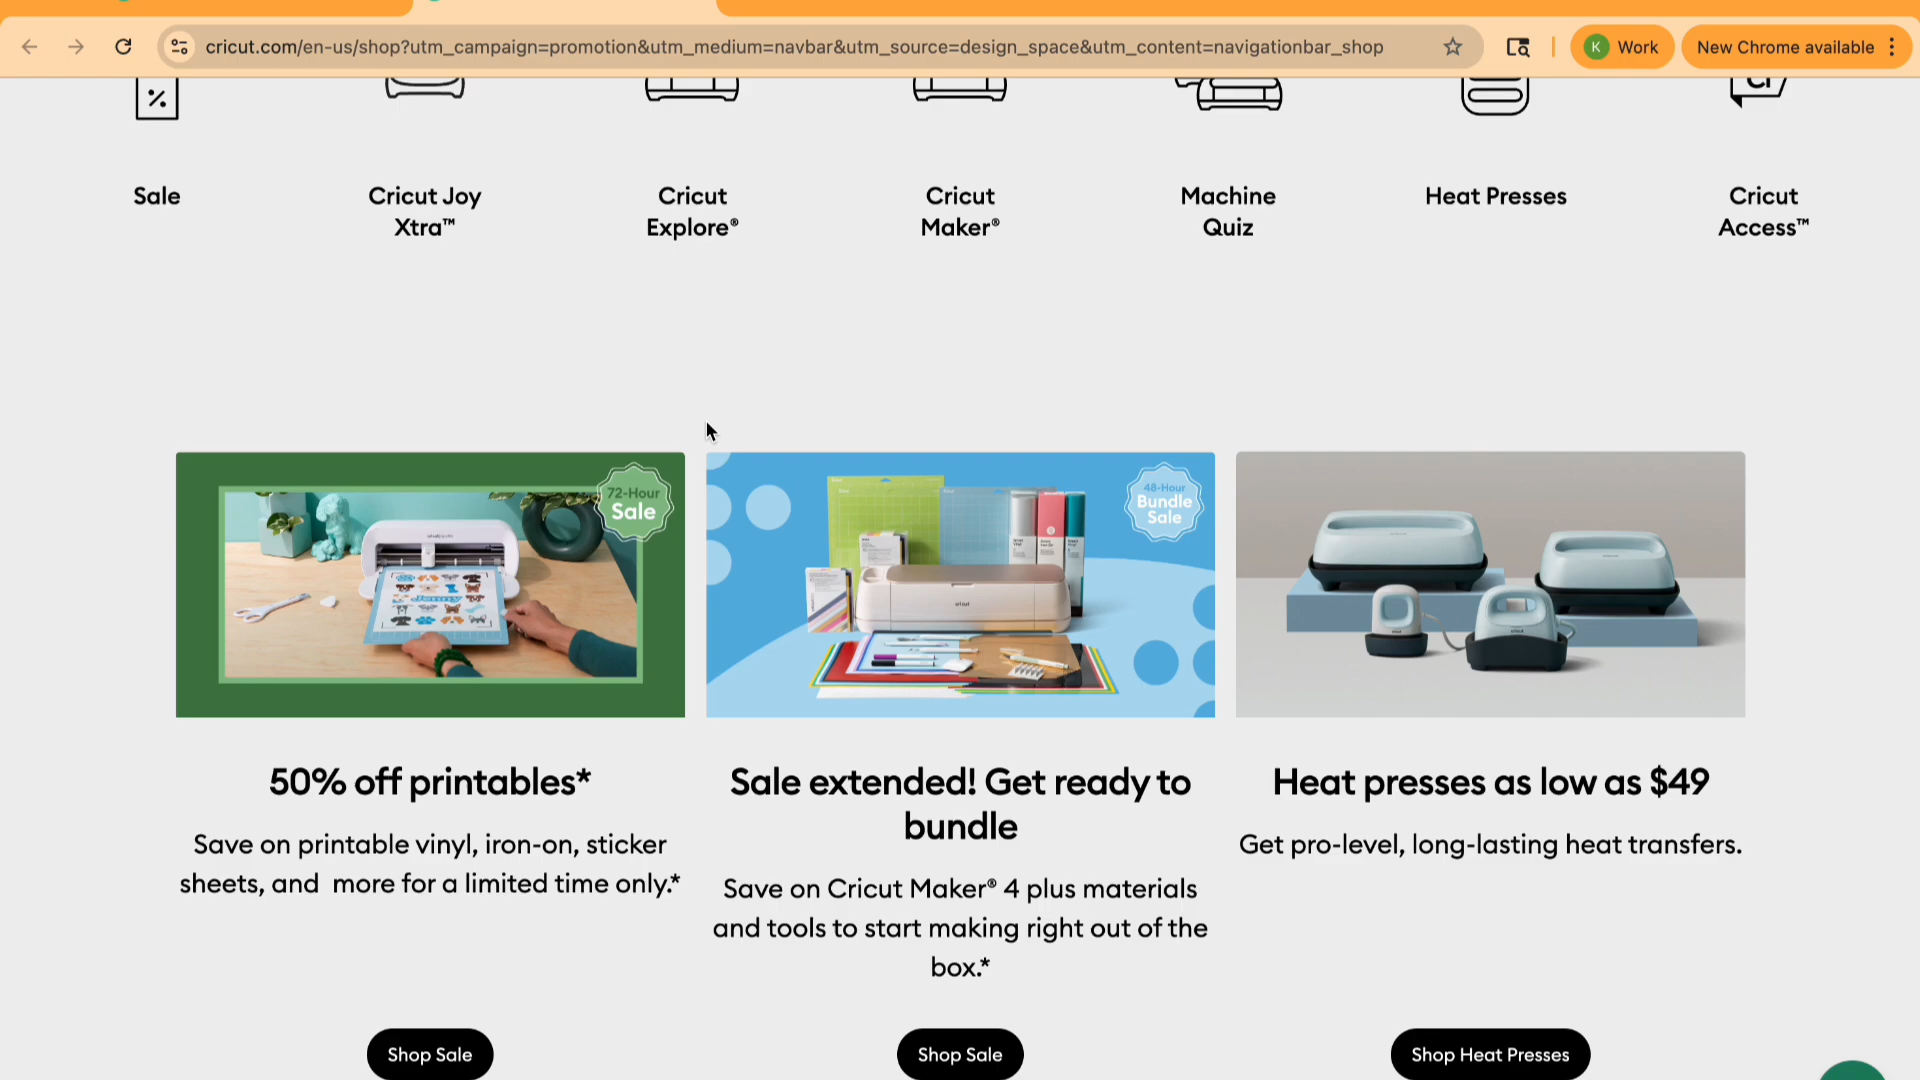 cricut.com/en-us/shop?utm_campaign=promotion&utm_medium=navbar&utm_source=design_space&utm_content=navigationbar_shop
K Work
New Chrome available
%
Sale
Cricut Joy
Xtra™
Cricut
Explore®
Cricut
Maker®
Machine
Quiz
Heat Presses
Cricut
Access™
72-Hour
Sale
48-Hour
Bundle
Sale
Jenny
cricut
50% off printables*
Save on printable vinyl, iron-on, sticker
sheets, and  more for a limited time only.*
Shop Sale
Sale extended! Get ready to
bundle
Save on Cricut Maker® 4 plus materials
and tools to start making right out of the
box.*
Shop Sale
Heat presses as low as $49
Get pro-level, long-lasting heat transfers.
Shop Heat Presses